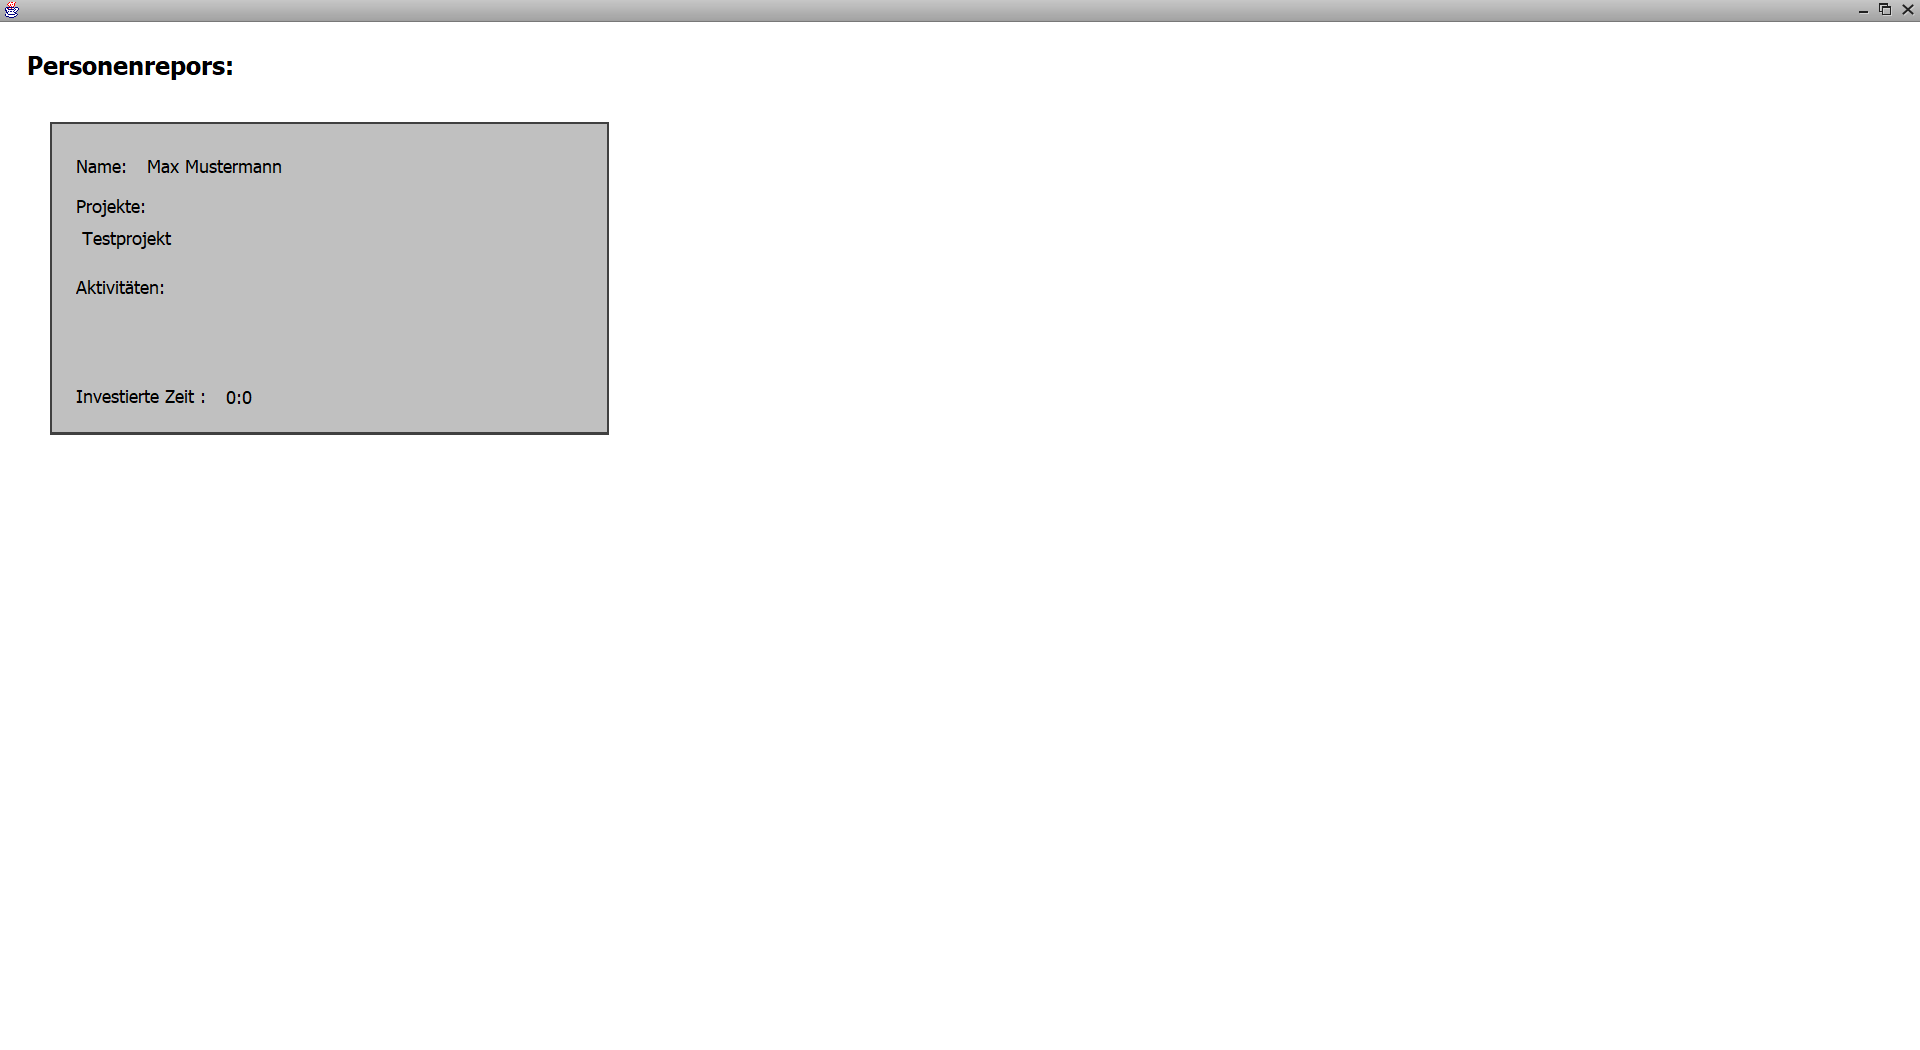 Personenrepors:
Name: Max Mustermann
Projekte:
Testprojekt
Aktivitäten:
Investierte Zeit : 0:0